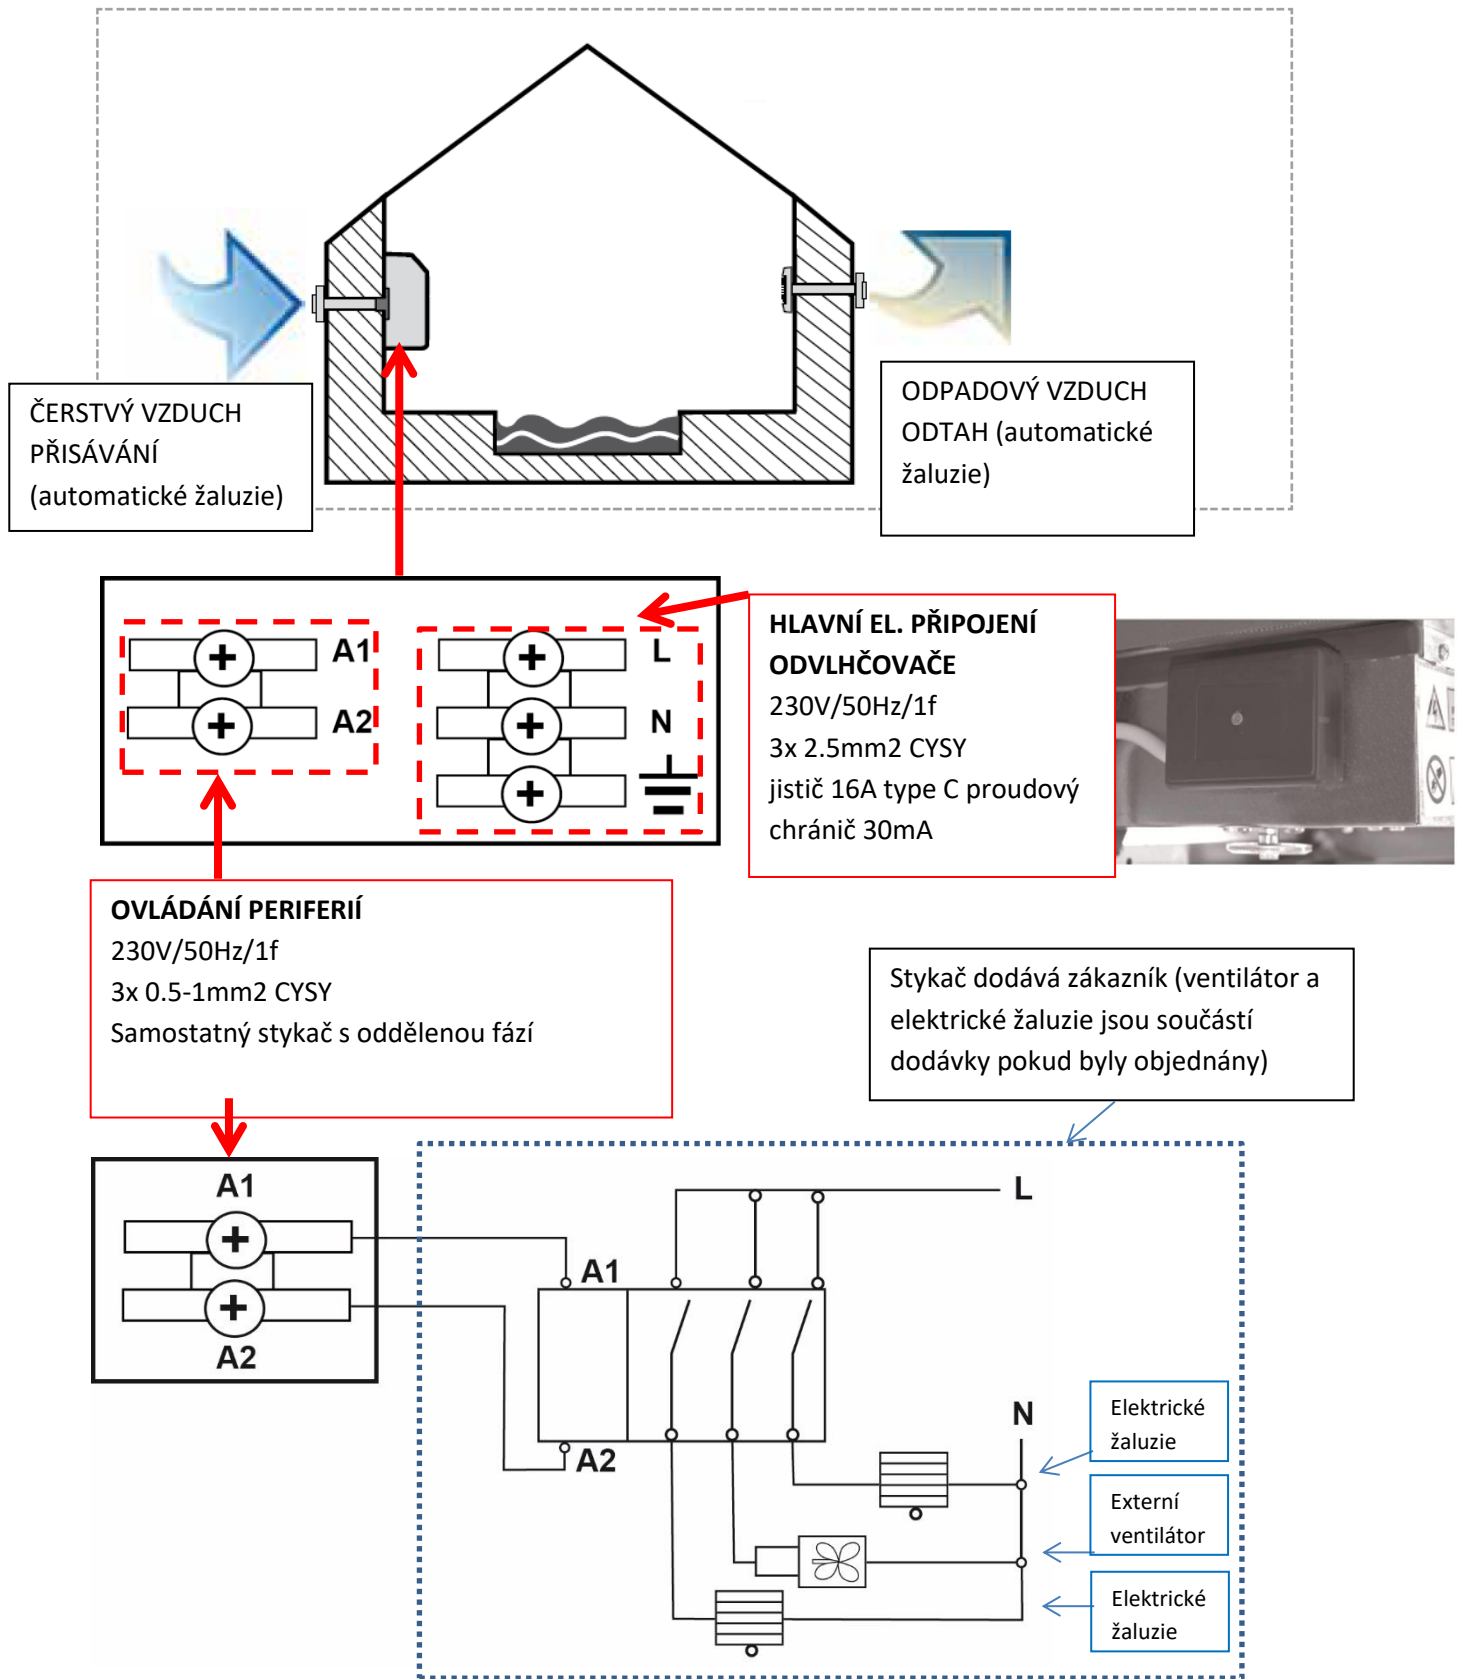 ČERSTVÝ VZDUCH
PŘISÁVÁNÍ
(automatické žaluzie)
ODPADOVÝ VZDUCH
ODTAH (automatické
žaluzie)
A1
A2
L
N
HLAVNÍ EL. PŘIPOJENÍ
ODVLHČOVAČE
230V/50Hz/1f
3x 2.5mm2 CYSY
jistič 16A type C proudový
chránič 30mA
OVLÁDÁNÍ PERIFERIÍ
230V/50Hz/1f
3x 0.5-1mm2 CYSY
Samostatný stykač s oddělenou fází
Stykač dodává zákazník (ventilátor a
elektrické žaluzie jsou součástí
dodávky pokud byly objednány)
A1
A2
L
A1
A2
N
Elektrické
žaluzie
Externí
ventilátor
Elektrické
žaluzie